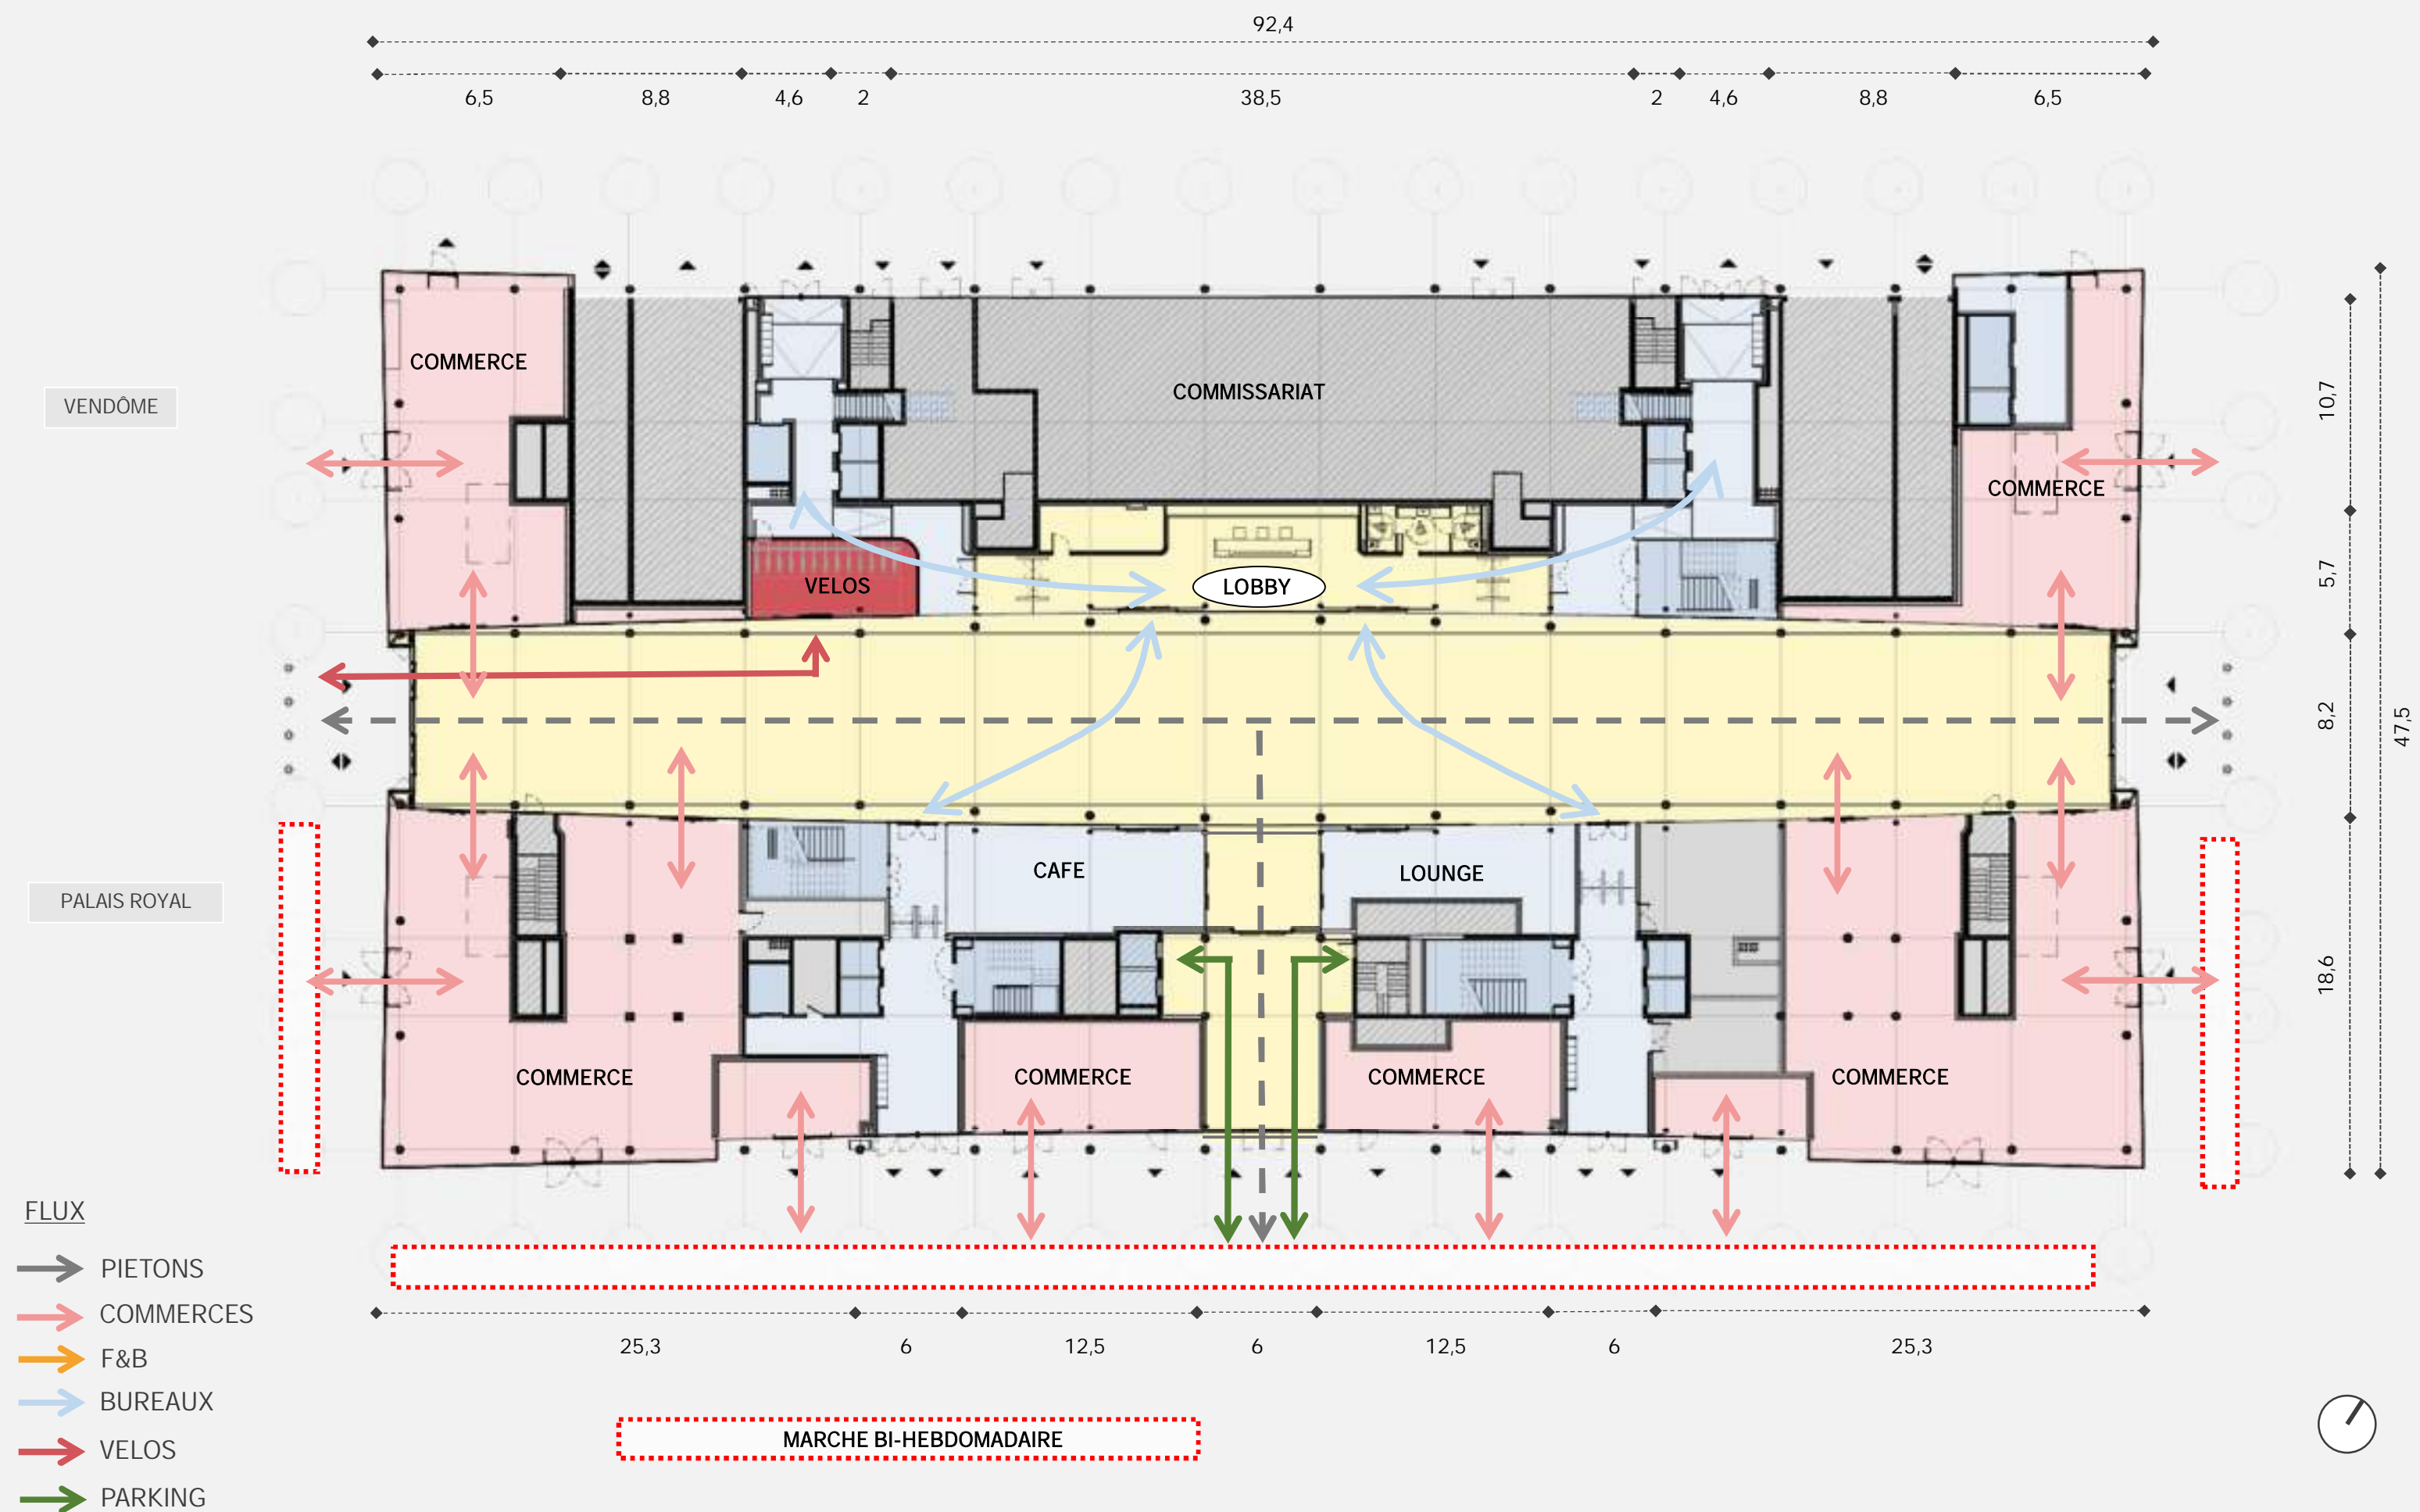 92,4
6,5
8,8
4,6
2
38,5
2
4,6
8,8
6,5
COMMERCE
VENDÔME
COMMISSARIAT
10,7
COMMERCE
VELOS
LOBBY
5,7
8,2
47,5
CAFE
LOUNGE
PALAIS ROYAL
18,6
COMMERCE
COMMERCE
COMMERCE
COMMERCE
FLUX
PIETONS
COMMERCES
F&B
BUREAUX
VELOS
PARKING
25,3
6
12,5
6
12,5
6
25,3
MARCHE BI-HEBDOMADAIRE